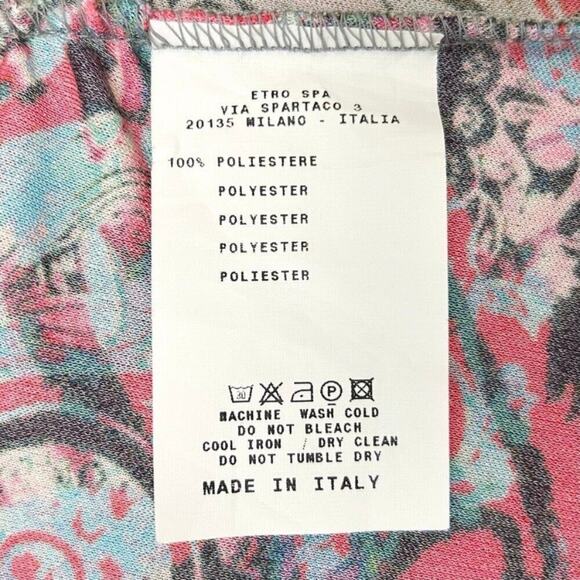 ETRO SPA
VIA SPARTACO 3
20135 MILANO - ITALIA
100% POLIESTERE
POLYESTER
POLYESTER
POLYESTER
POLIESTER
30 P
MACHINE WASH COLD
DO NOT BLEACH
COOL IRON / DRY CLEAN
DO NOT TUMBLE DRY
MADE IN ITALY